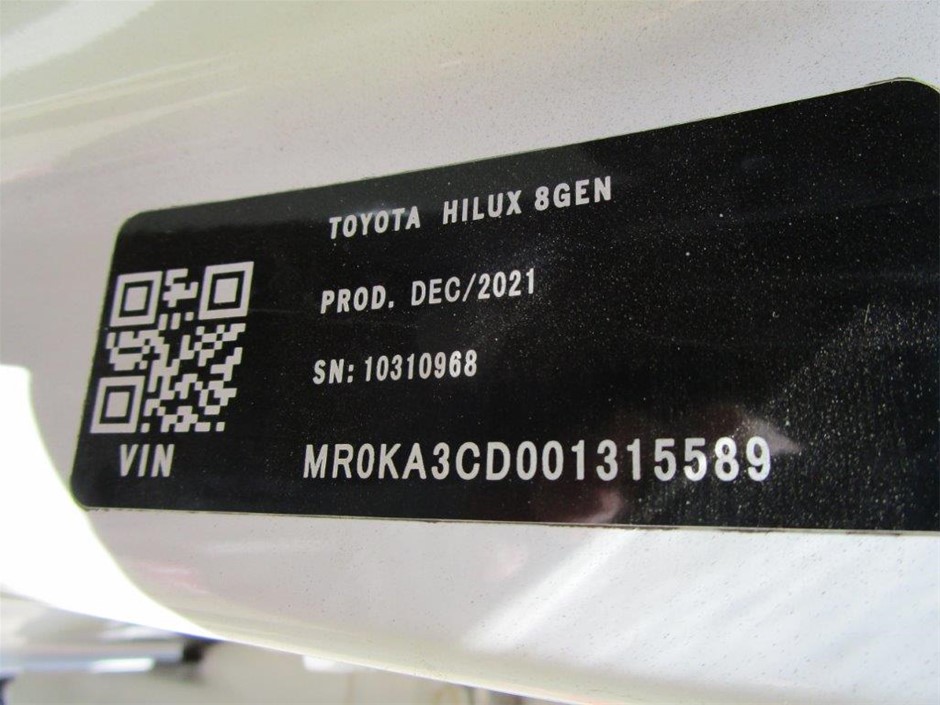 TOYOTA HILUX 8GEN
PROD. DEC/2021
SN: 10310968
VIN MR0KA3CD001315589